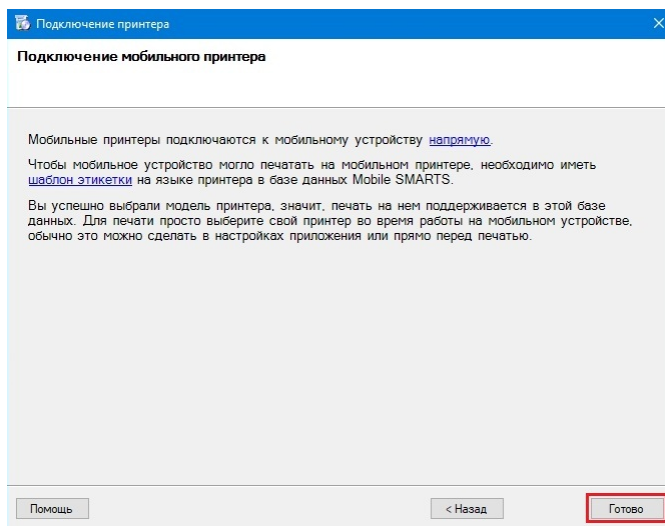 Подключение принтера
Подключение мобильного принтера
Мобильные принтеры подключаются к мобильному устройству напрямую.
Чтобы мобильное устройство могло печатать на мобильном принтере, необходимо иметь
шаблон этикетки на языке принтера в базе данных Mobile SMARTS.
Вы успешно выбрали модель принтера, значит, печать на нем поддерживается в этой базе
данных. Для печати просто выберите свой принтер во время работы на мобильном устройстве,
обычно это можно сделать в настройках приложения или прямо перед печатью.
Помощь
< Назад
Готово